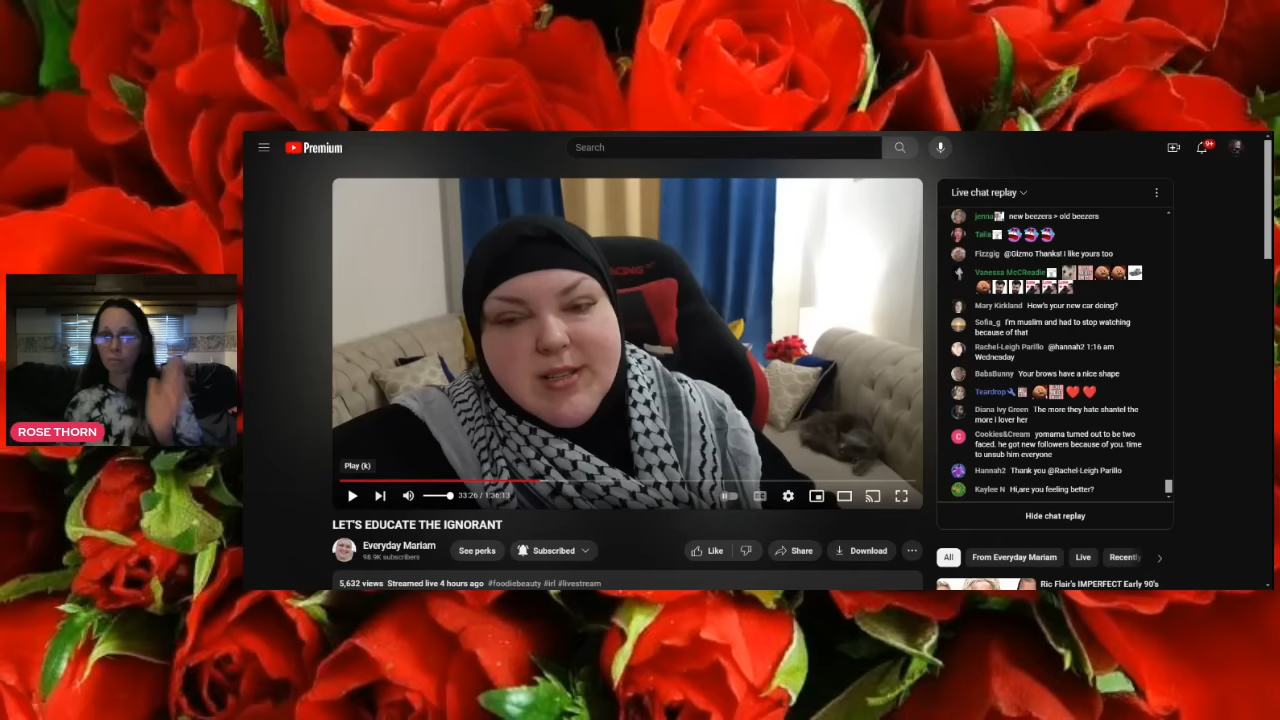 Premium
Search
9+
Live chat replay
jenna new beezers > old beezers
Talia
Fizzgig @Gizmo Thanks! I like yours too
Vanessa McCReadie
Mary Kirkland How's your new car doing?
Sofia_g I'm muslim and had to stop watching
because of that
Rachel-Leigh Parillo @hannah2 1:16 am
Wednesday
BabsBunny Your brows have a nice shape
Teardrop
Diana Ivy Green The more they hate shantel the
more i lover her
C Cookies&Cream yomama turned out to be two
faced. he got new followers because of you. time
to unsub him everyone
Hannah2 Thank you @Rachel-Leigh Parillo
Kaylee N Hi,are you feeling better?
Hide chat replay
ROSE THORN
Play (k)
33:26 / 1:36:13
LET'S EDUCATE THE IGNORANT
Everyday Mariam
98.9K subscribers
See perks
Subscribed
Like
Share
Download
5,632 views Streamed live 4 hours ago #foodiebeauty #irl #livestream
All
From Everyday Mariam
Live
Recently
Ric Flair's IMPERFECT Early 90's